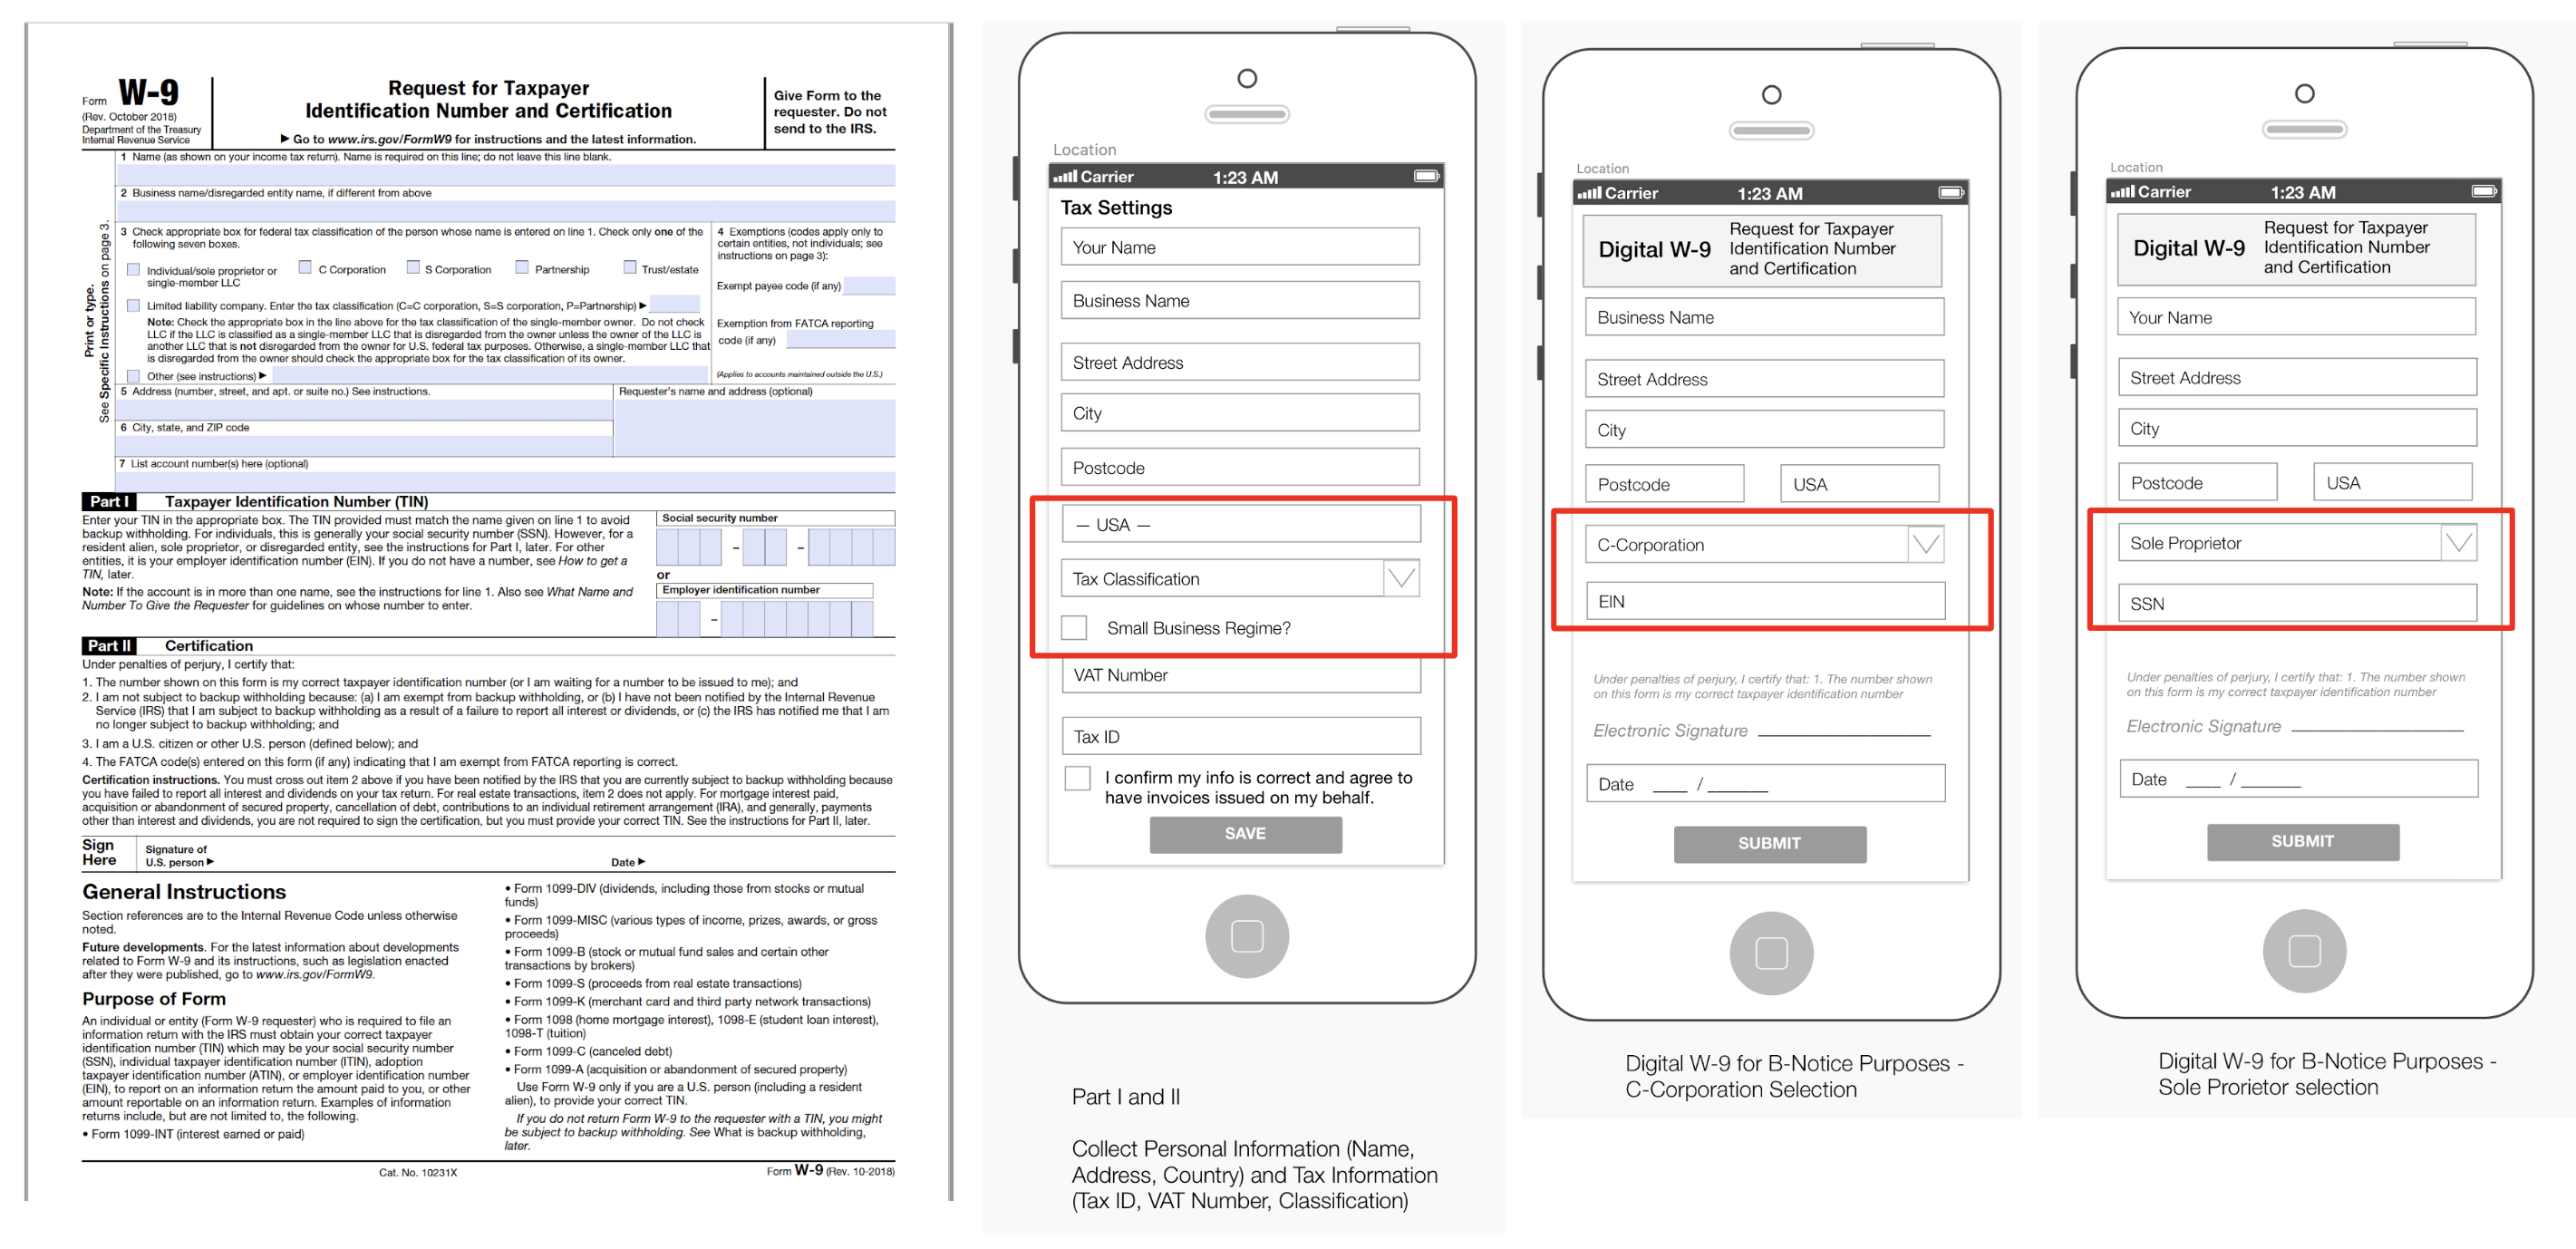 Form W-9
(Rev. October 2018)
Department of the Treasury
Internal Revenue Service
Request for Taxpayer
Identification Number and Certification
▶ Go to www.irs.gov/FormW9 for instructions and the latest information.
Give Form to the
requester. Do not
send to the IRS.
Print or type.
See Specific Instructions on page 3.
1 Name (as shown on your income tax return). Name is required on this line; do not leave this line blank.
2 Business name/disregarded entity name, if different from above
3 Check appropriate box for federal tax classification of the person whose name is entered on line 1. Check only one of the
following seven boxes.
Individual/sole proprietor or
single-member LLC
C Corporation
S Corporation
Partnership
Trust/estate
Limited liability company. Enter the tax classification (C=C corporation, S=S corporation, P=Partnership) ▶
Note: Check the appropriate box in the line above for the tax classification of the single-member owner. Do not check
LLC if the LLC is classified as a single-member LLC that is disregarded from the owner unless the owner of the LLC is
another LLC that is not disregarded from the owner for U.S. federal tax purposes. Otherwise, a single-member LLC that
is disregarded from the owner should check the appropriate box for the tax classification of its owner.
Other (see instructions) ▶
4 Exemptions (codes apply only to
certain entities, not individuals; see
instructions on page 3):
Exempt payee code (if any)
Exemption from FATCA reporting
code (if any)
(Applies to accounts maintained outside the U.S.)
5 Address (number, street, and apt. or suite no.) See instructions.
Requester's name and address (optional)
6 City, state, and ZIP code
7 List account number(s) here (optional)
Part I Taxpayer Identification Number (TIN)
Enter your TIN in the appropriate box. The TIN provided must match the name given on line 1 to avoid
backup withholding. For individuals, this is generally your social security number (SSN). However, for a
resident alien, sole proprietor, or disregarded entity, see the instructions for Part I, later. For other
entities, it is your employer identification number (EIN). If you do not have a number, see How to get a
TIN, later.
Note: If the account is in more than one name, see the instructions for line 1. Also see What Name and
Number To Give the Requester for guidelines on whose number to enter.
Social security number
– –
or
Employer identification number
–
Part II Certification
Under penalties of perjury, I certify that:
1. The number shown on this form is my correct taxpayer identification number (or I am waiting for a number to be issued to me); and
2. I am not subject to backup withholding because: (a) I am exempt from backup withholding, or (b) I have not been notified by the Internal Revenue
Service (IRS) that I am subject to backup withholding as a result of a failure to report all interest or dividends, or (c) the IRS has notified me that I am
no longer subject to backup withholding; and
3. I am a U.S. citizen or other U.S. person (defined below); and
4. The FATCA code(s) entered on this form (if any) indicating that I am exempt from FATCA reporting is correct.
Certification instructions. You must cross out item 2 above if you have been notified by the IRS that you are currently subject to backup withholding because
you have failed to report all interest and dividends on your tax return. For real estate transactions, item 2 does not apply. For mortgage interest paid,
acquisition or abandonment of secured property, cancellation of debt, contributions to an individual retirement arrangement (IRA), and generally, payments
other than interest and dividends, you are not required to sign the certification, but you must provide your correct TIN. See the instructions for Part II, later.
Sign
Here
Signature of
U.S. person ▶
Date ▶
General Instructions
Section references are to the Internal Revenue Code unless otherwise
noted.
Future developments. For the latest information about developments
related to Form W-9 and its instructions, such as legislation enacted
after they were published, go to www.irs.gov/FormW9.
Purpose of Form
An individual or entity (Form W-9 requester) who is required to file an
information return with the IRS must obtain your correct taxpayer
identification number (TIN) which may be your social security number
(SSN), individual taxpayer identification number (ITIN), adoption
taxpayer identification number (ATIN), or employer identification number
(EIN), to report on an information return the amount paid to you, or other
amount reportable on an information return. Examples of information
returns include, but are not limited to, the following.
• Form 1099-INT (interest earned or paid)
• Form 1099-DIV (dividends, including those from stocks or mutual
funds)
• Form 1099-MISC (various types of income, prizes, awards, or gross
proceeds)
• Form 1099-B (stock or mutual fund sales and certain other
transactions by brokers)
• Form 1099-S (proceeds from real estate transactions)
• Form 1099-K (merchant card and third party network transactions)
• Form 1098 (home mortgage interest), 1098-E (student loan interest),
1098-T (tuition)
• Form 1099-C (canceled debt)
• Form 1099-A (acquisition or abandonment of secured property)
Use Form W-9 only if you are a U.S. person (including a resident
alien), to provide your correct TIN.
If you do not return Form W-9 to the requester with a TIN, you might
be subject to backup withholding. See What is backup withholding,
later.
Cat. No. 10231X
Form W-9 (Rev. 10-2018)
Location
Carrier 1:23 AM
Tax Settings
Your Name
Business Name
Street Address
City
Postcode
— USA —
Tax Classification
Small Business Regime?
VAT Number
Tax ID
I confirm my info is correct and agree to
have invoices issued on my behalf.
SAVE
Part I and II
Collect Personal Information (Name,
Address, Country) and Tax Information
(Tax ID, VAT Number, Classification)
Location
Carrier 1:23 AM
Digital W-9
Request for Taxpayer
Identification Number
and Certification
Business Name
Street Address
City
Postcode
USA
C-Corporation
EIN
Under penalties of perjury, I certify that: 1. The number shown
on this form is my correct taxpayer identification number
Electronic Signature ____
Date ____ / ____
SUBMIT
Digital W-9 for B-Notice Purposes -
C-Corporation Selection
Location
Carrier 1:23 AM
Digital W-9
Request for Taxpayer
Identification Number
and Certification
Your Name
Street Address
City
Postcode
USA
Sole Proprietor
SSN
Under penalties of perjury, I certify that: 1. The number shown
on this form is my correct taxpayer identification number
Electronic Signature ____
Date ____ / ____
SUBMIT
Digital W-9 for B-Notice Purposes -
Sole Prorietor selection